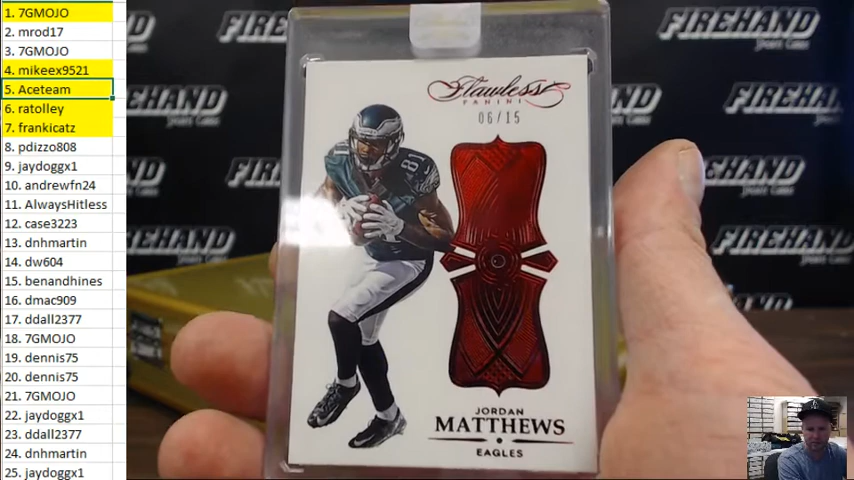 1. 7GMOJO
2. mrod17
3. 7GMOJO
4. mikeex9521
5. Aceteam
6. ratolley
7. frankicatz
8. pdizzo808
9. jaydoggx1
10. andrewfn24
11. AlwaysHitless
12. case3223
13. dnhmartin
14. dw604
15. benandhines
16. dmac909
17. ddall2377
18. 7GMOJO
19. dennis75
20. dennis75
21. 7GMOJO
22. jaydoggx1
23. ddall2377
24. dnhmartin
25. jaydoggx1
Flawless
PANINI
06/15
81
JORDAN
MATTHEWS
EAGLES
FIREHAND
FIREHAND
FIREHAND
FIREHAND
FIREHAND